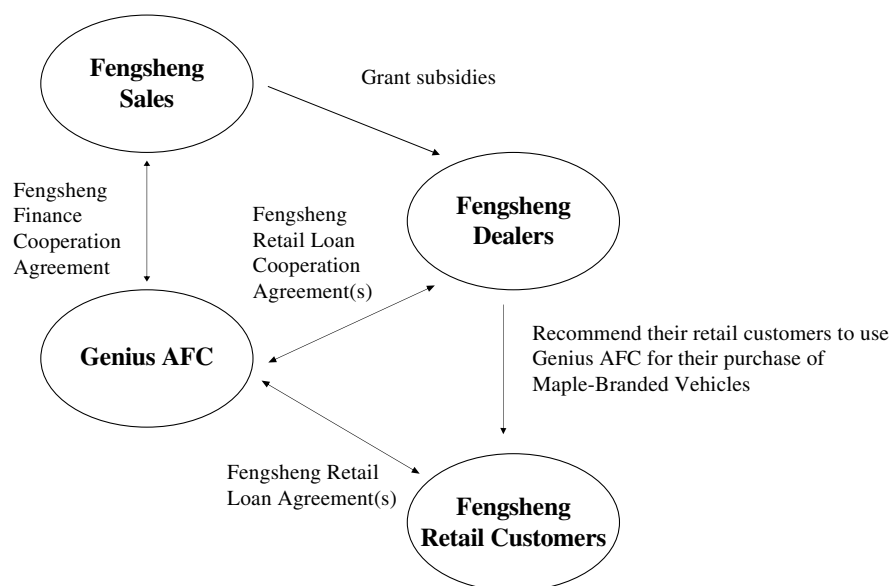 Fengsheng
Sales
Grant subsidies
Fengsheng
Finance
Cooperation
Agreement
Fengsheng
Retail Loan
Cooperation
Agreement(s)
Fengsheng
Dealers
Genius AFC
Recommend their retail customers to use
Genius AFC for their purchase of
Maple-Branded Vehicles
Fengsheng Retail
Loan Agreement(s)
Fengsheng
Retail Customers